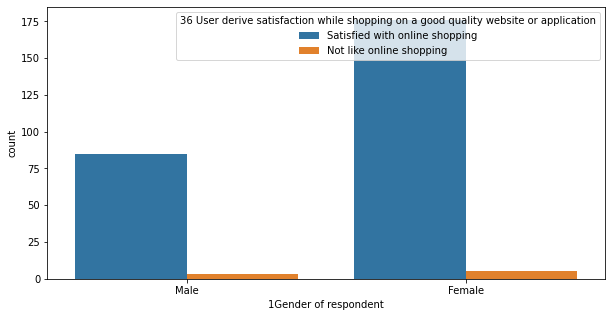 36 User derive satisfaction while shopping on a good quality website or application
Satisfied with online shopping
Not like online shopping
175
150
125
100
75
50
25
0
count
Male
Female
1Gender of respondent